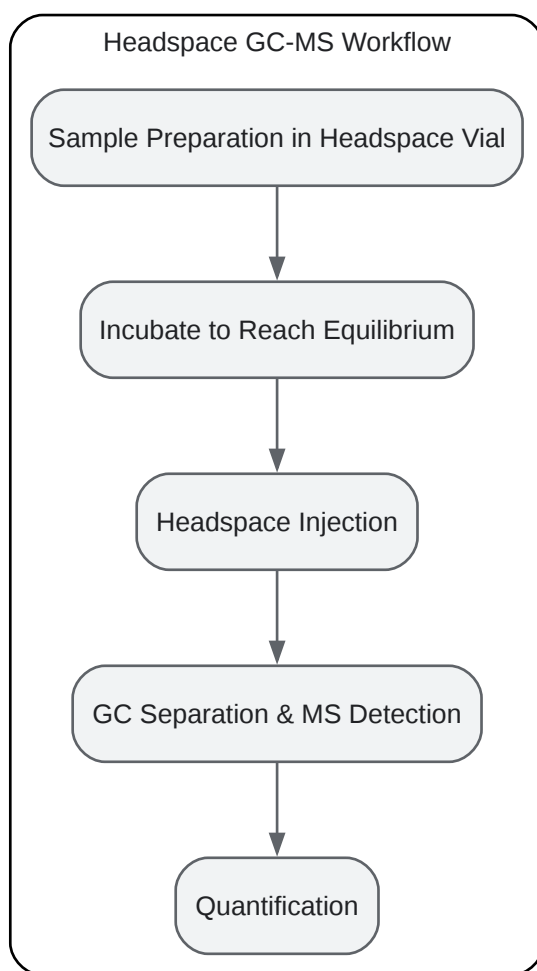 Headspace GC-MS Workflow
Sample Preparation in Headspace Vial
Incubate to Reach Equilibrium
Headspace Injection
GC Separation & MS Detection
Quantification